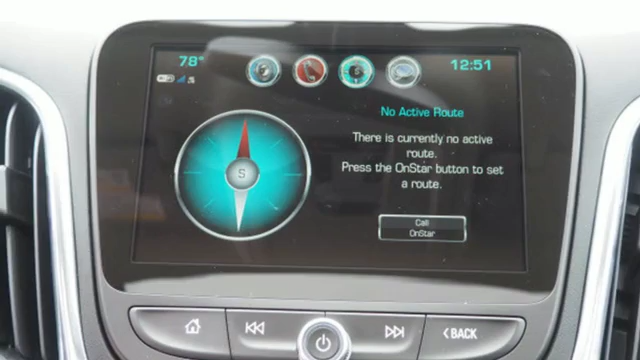 78° 12:51
No Active Route
There is currently no active
route.
Press the OnStar button to set
a route.
S
Call
OnStar
BACK